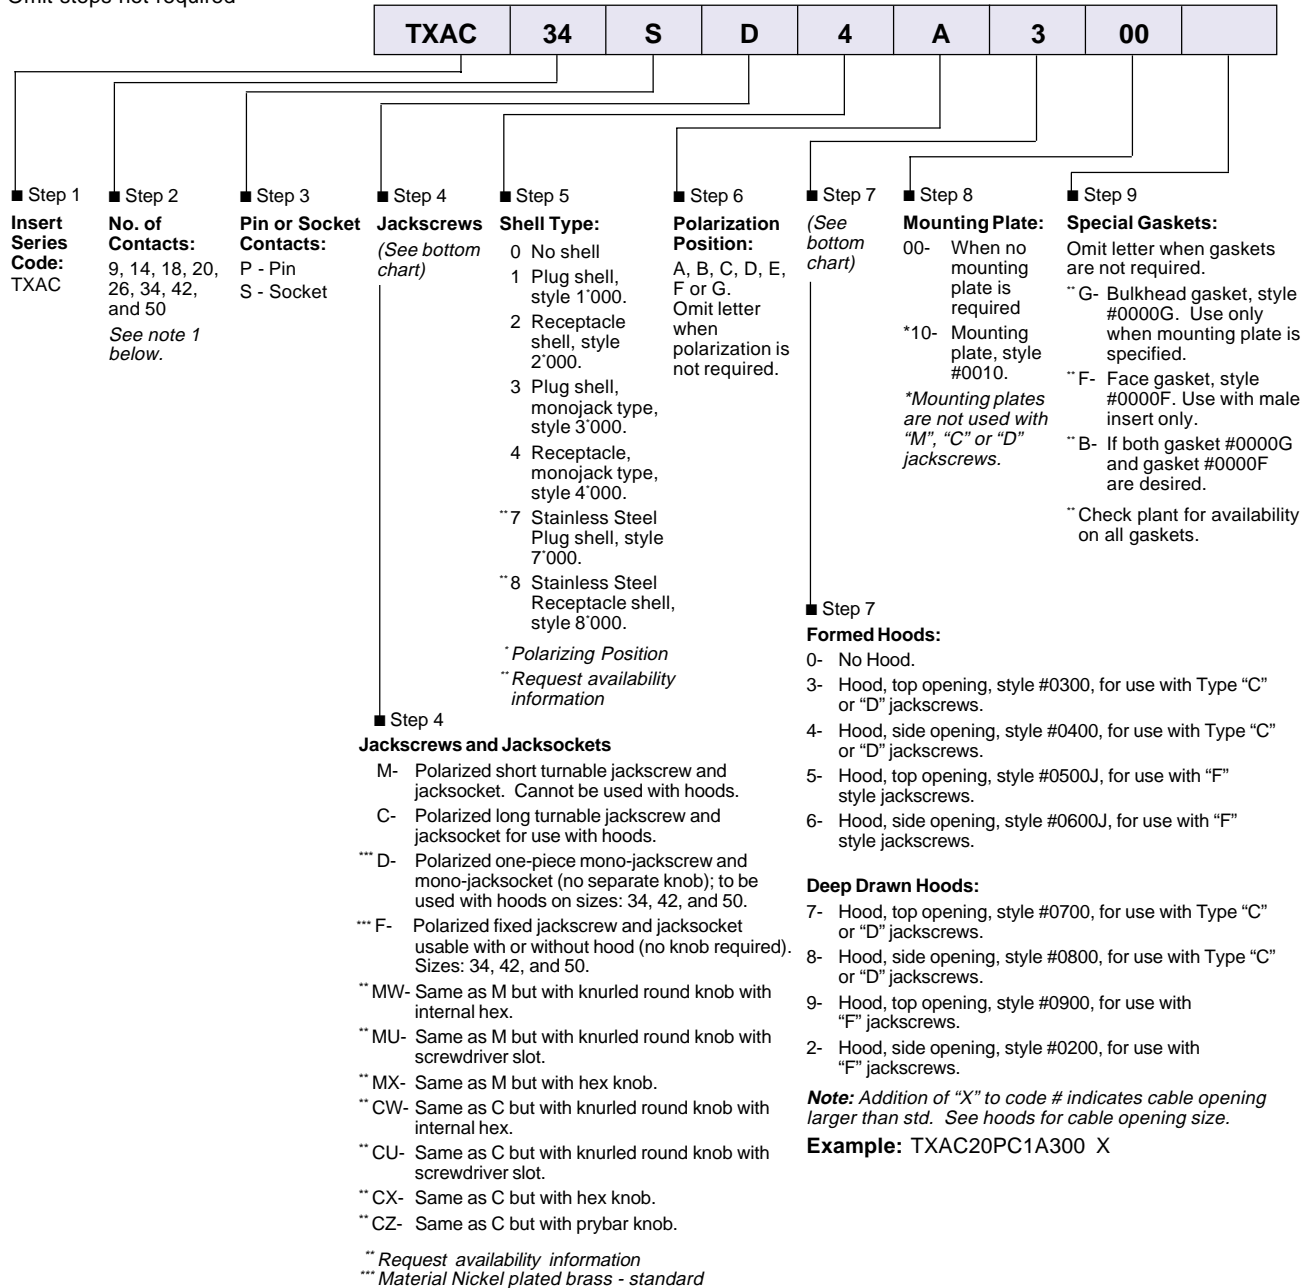 Omit steps not required
TXAC 34 S D 4 A 3 00
■ Step 1
Insert
Series
Code:
TXAC
■ Step 2
No. of
Contacts:
9, 14, 18, 20,
26, 34, 42,
and 50
See note 1
below.
■ Step 3
Pin or Socket
Contacts:
P - Pin
S - Socket
■ Step 4
Jackscrews
(See bottom
chart)
■ Step 5
Shell Type:
0 No shell
1 Plug shell,
style 1*000.
2 Receptacle
shell, style
2*000.
3 Plug shell,
monojack type,
style 3*000.
4 Receptacle,
monojack type,
style 4*000.
**7 Stainless Steel
Plug shell, style
7*000.
**8 Stainless Steel
Receptacle shell,
style 8*000.
* Polarizing Position
** Request availability
information
■ Step 6
Polarization
Position:
A, B, C, D, E,
F or G.
Omit letter
when
polarization is
not required.
■ Step 7
(See
bottom
chart)
■ Step 8
Mounting Plate:
00- When no
mounting
plate is
required
*10- Mounting
plate, style
#0010.
*Mounting plates
are not used with
“M”, “C” or “D”
jackscrews.
■ Step 9
Special Gaskets:
Omit letter when gaskets
are not required.
**G- Bulkhead gasket, style
#0000G. Use only
when mounting plate is
specified.
**F- Face gasket, style
#0000F. Use with male
insert only.
**B- If both gasket #0000G
and gasket #0000F
are desired.
**Check plant for availability
on all gaskets.
■ Step 4
Jackscrews and Jacksockets
M- Polarized short turnable jackscrew and
jacksocket. Cannot be used with hoods.
C- Polarized long turnable jackscrew and
jacksocket for use with hoods.
***D- Polarized one-piece mono-jackscrew and
mono-jacksocket (no separate knob); to be
used with hoods on sizes: 34, 42, and 50.
***F- Polarized fixed jackscrew and jacksocket
usable with or without hood (no knob required).
Sizes: 34, 42, and 50.
**MW- Same as M but with knurled round knob with
internal hex.
**MU- Same as M but with knurled round knob with
screwdriver slot.
**MX- Same as M but with hex knob.
**CW- Same as C but with knurled round knob with
internal hex.
**CU- Same as C but with knurled round knob with
screwdriver slot.
**CX- Same as C but with hex knob.
**CZ- Same as C but with prybar knob.
** Request availability information
*** Material Nickel plated brass - standard
■ Step 7
Formed Hoods:
0- No Hood.
3- Hood, top opening, style #0300, for use with Type “C”
or “D” jackscrews.
4- Hood, side opening, style #0400, for use with Type “C”
or “D” jackscrews.
5- Hood, top opening, style #0500J, for use with “F”
style jackscrews.
6- Hood, side opening, style #0600J, for use with “F”
style jackscrews.
Deep Drawn Hoods:
7- Hood, top opening, style #0700, for use with Type “C”
or “D” jackscrews.
8- Hood, side opening, style #0800, for use with Type “C”
or “D” jackscrews.
9- Hood, top opening, style #0900, for use with
“F” jackscrews.
2- Hood, side opening, style #0200, for use with
“F” jackscrews.
Note: Addition of “X” to code # indicates cable opening
larger than std. See hoods for cable opening size.
Example: TXAC20PC1A300 X